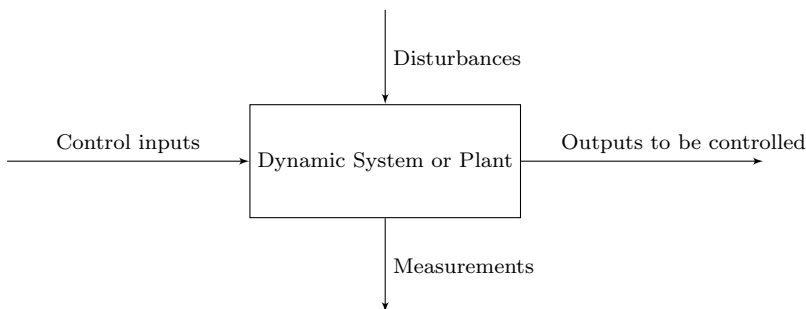 Disturbances
Control inputs
Dynamic System or Plant
Outputs to be controlled
Measurements